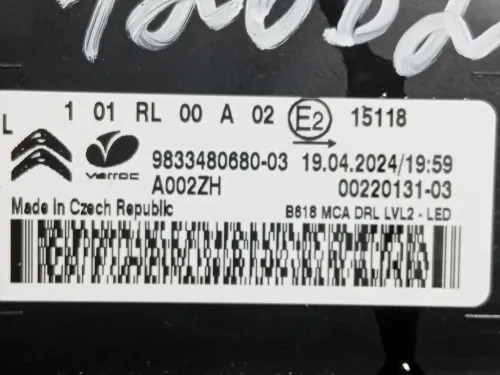 L 1 01 RL 00 A 02 E2 15118
varroc 9833480680-03 19.04.2024/19:59
A002ZH 00220131-03
Made in Czech Republic B618 MCA DRL LVL2 - LED